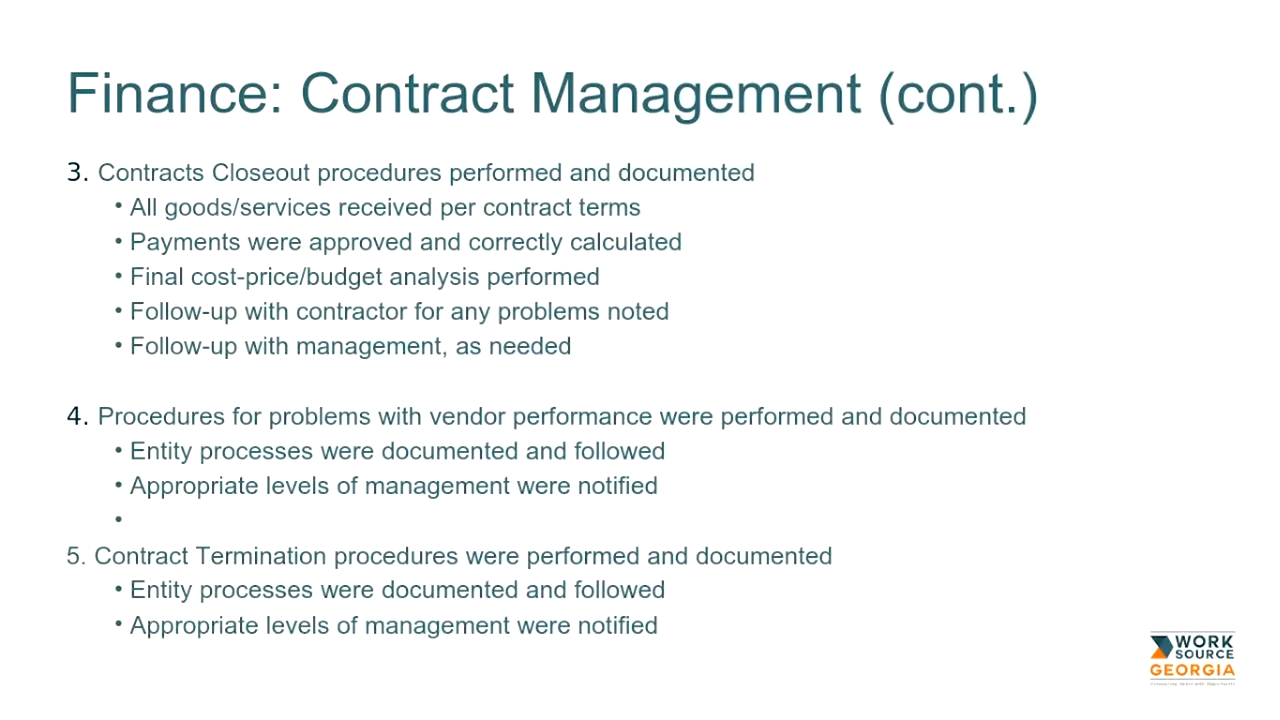 Finance: Contract Management (cont.)
3. Contracts Closeout procedures performed and documented
• All goods/services received per contract terms
• Payments were approved and correctly calculated
• Final cost-price/budget analysis performed
• Follow-up with contractor for any problems noted
• Follow-up with management, as needed
4. Procedures for problems with vendor performance were performed and documented
• Entity processes were documented and followed
• Appropriate levels of management were notified
•
5. Contract Termination procedures were performed and documented
• Entity processes were documented and followed
• Appropriate levels of management were notified
WORK
SOURCE
GEORGIA